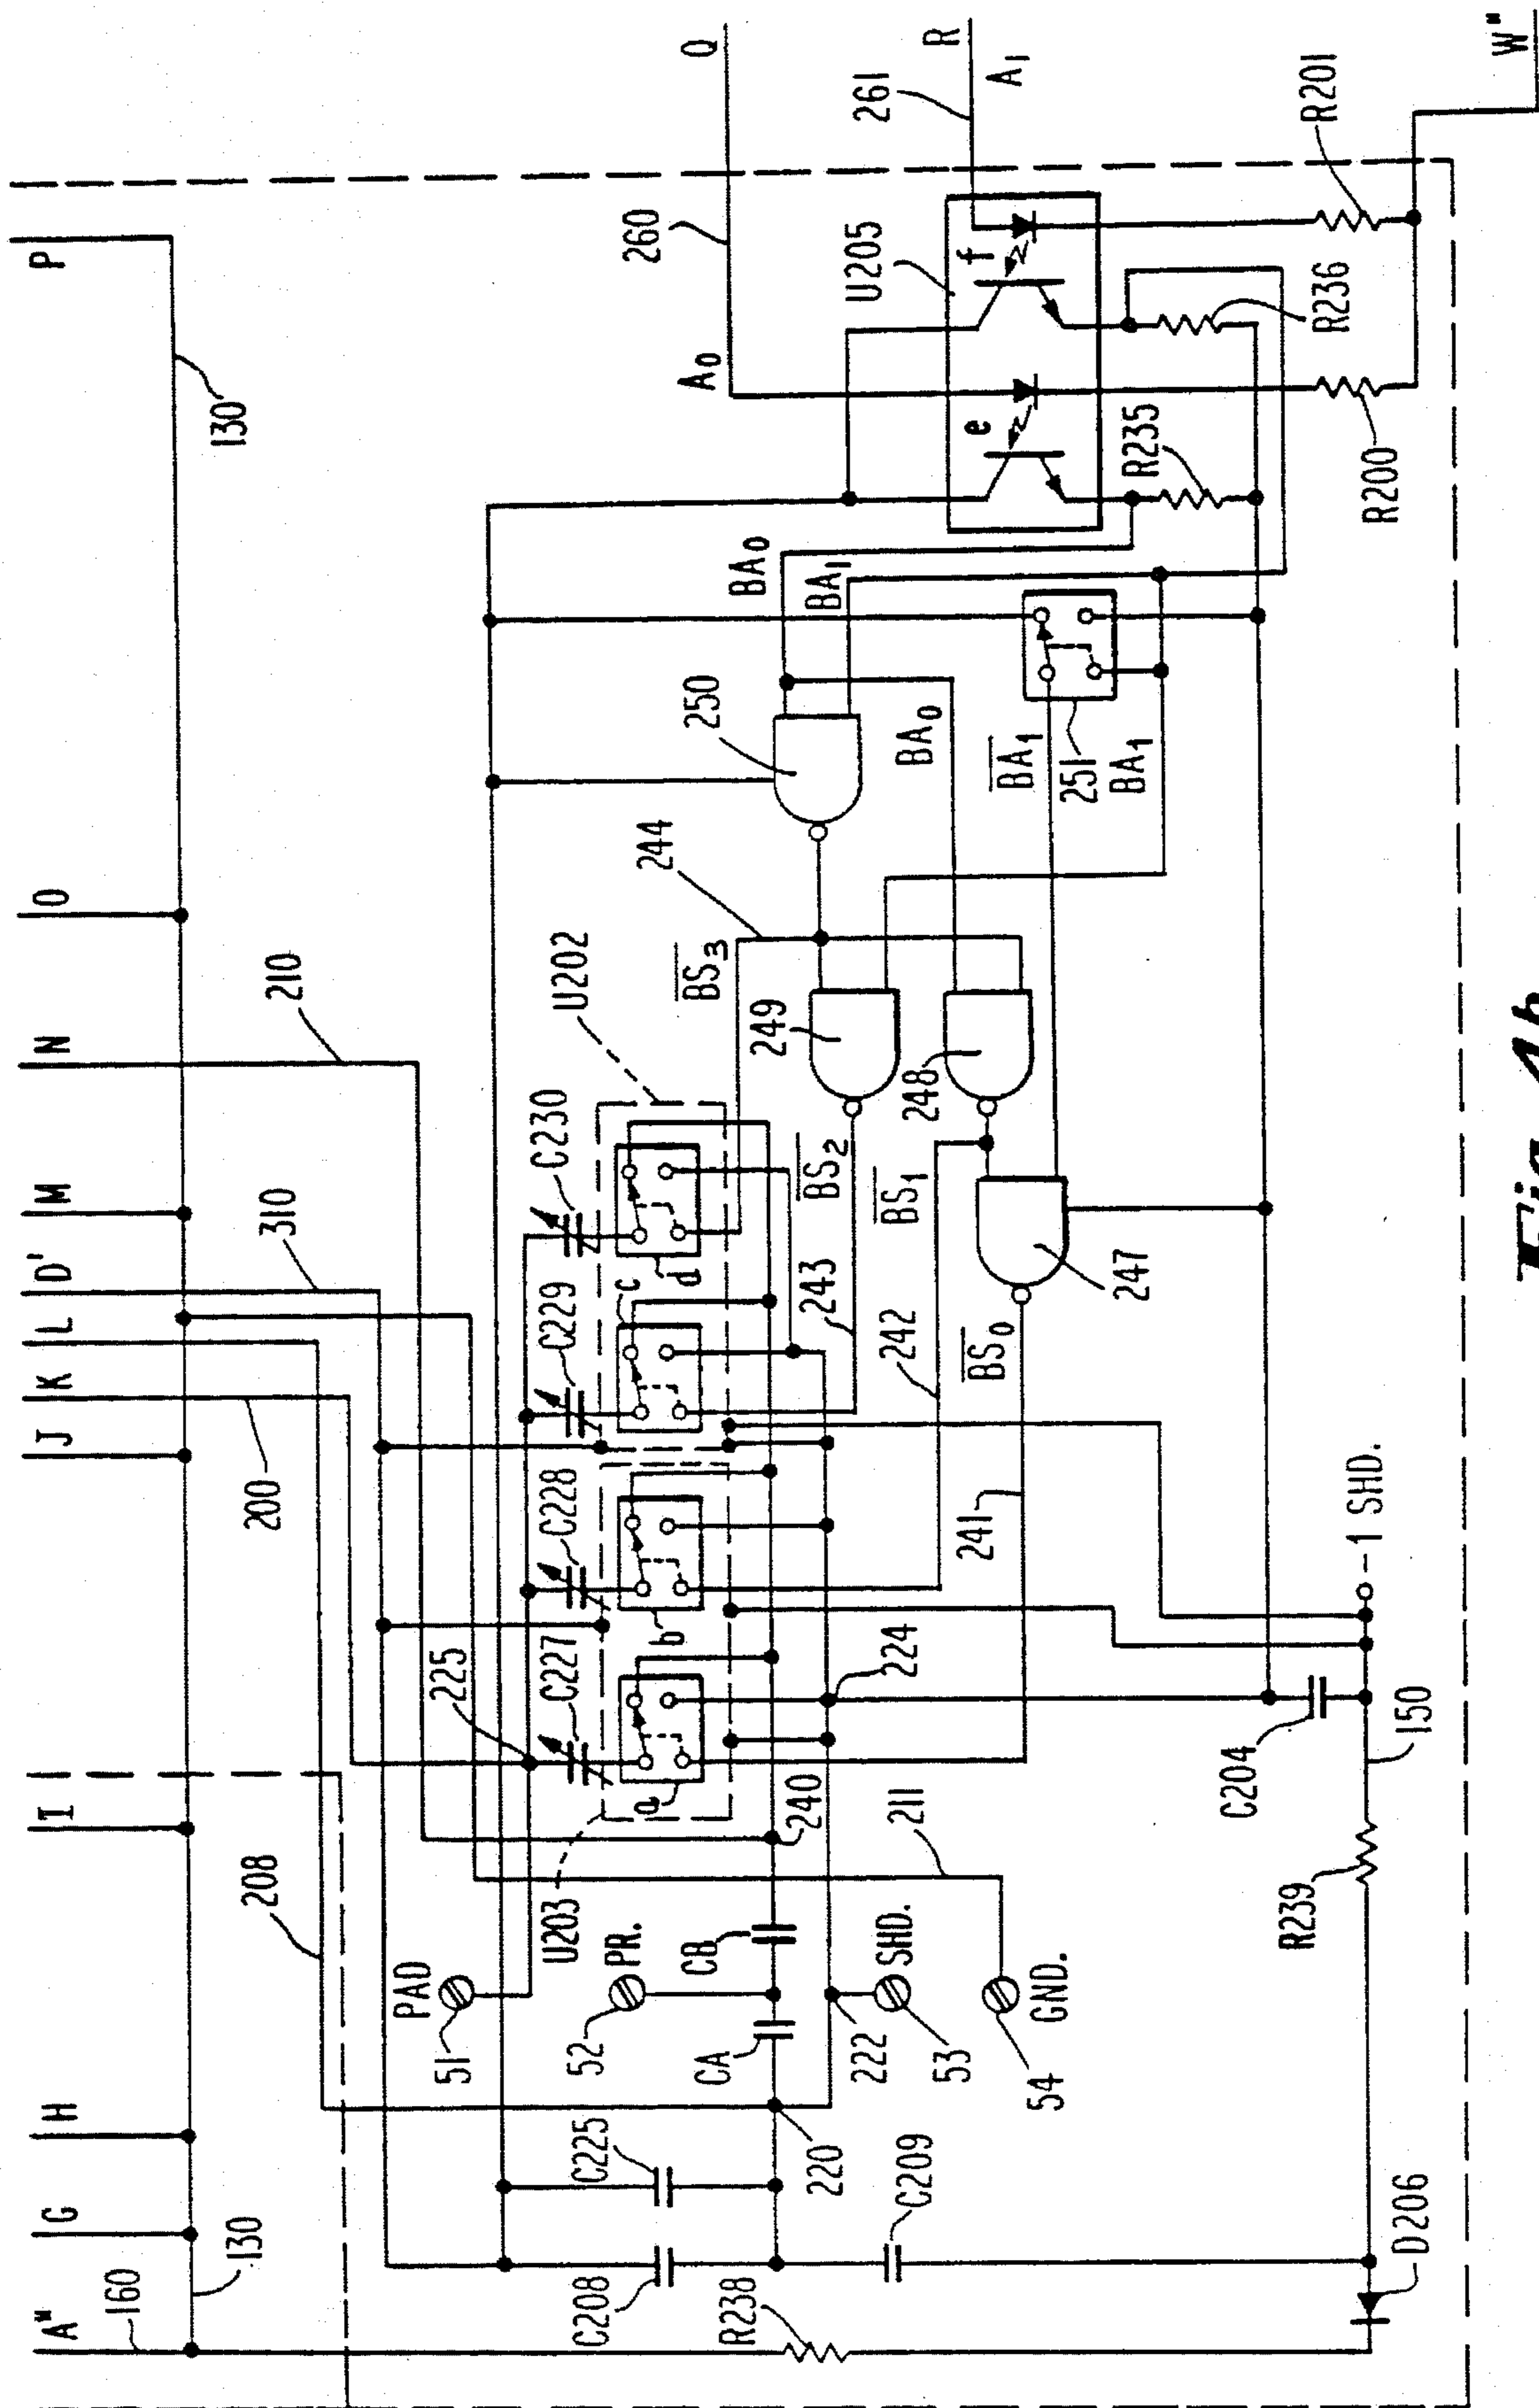 A" G H I J K L D' M N O P
160
130
208
200
310
210
130
Q
260
R
261
A1
A0
U205
e
f
PAD
51
225
C227
C228
C229
C230
U202
244
250
BA0
BA1
U203
a
b
c
d
PR.
52
CB
CA
240
BS3
249
BA0
248
BA1
251
BA1
R235
R236
R201
R200
W"
C225
C208
220
222
SHD.
53
211
224
243
BS2
242
BS1
247
241
BS0
GND.
54
C209
R238
R239
C204
150
-1 SHD.
D206
Fig. 4b